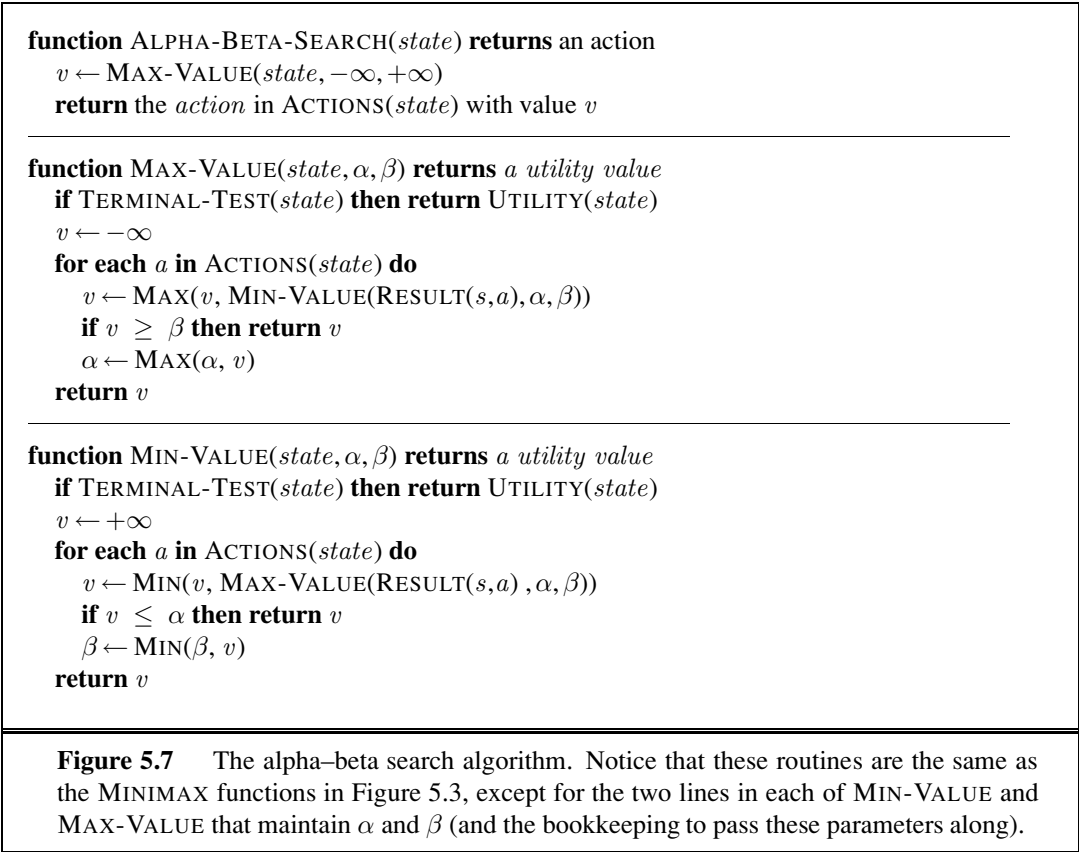 function ALPHA-BETA-SEARCH(state) returns an action
v ← MAX-VALUE(state, −∞, +∞)
return the action in ACTIONS(state) with value v
function MAX-VALUE(state, α, β) returns a utility value
if TERMINAL-TEST(state) then return UTILITY(state)
v ← −∞
for each a in ACTIONS(state) do
v ← MAX(v, MIN-VALUE(RESULT(s,a), α, β))
if v ≥ β then return v
α ← MAX(α, v)
return v
function MIN-VALUE(state, α, β) returns a utility value
if TERMINAL-TEST(state) then return UTILITY(state)
v ← +∞
for each a in ACTIONS(state) do
v ← MIN(v, MAX-VALUE(RESULT(s,a) , α, β))
if v ≤ α then return v
β ← MIN(β, v)
return v
Figure 5.7 The alpha–beta search algorithm. Notice that these routines are the same as
the MINIMAX functions in Figure 5.3, except for the two lines in each of MIN-VALUE and
MAX-VALUE that maintain α and β (and the bookkeeping to pass these parameters along).